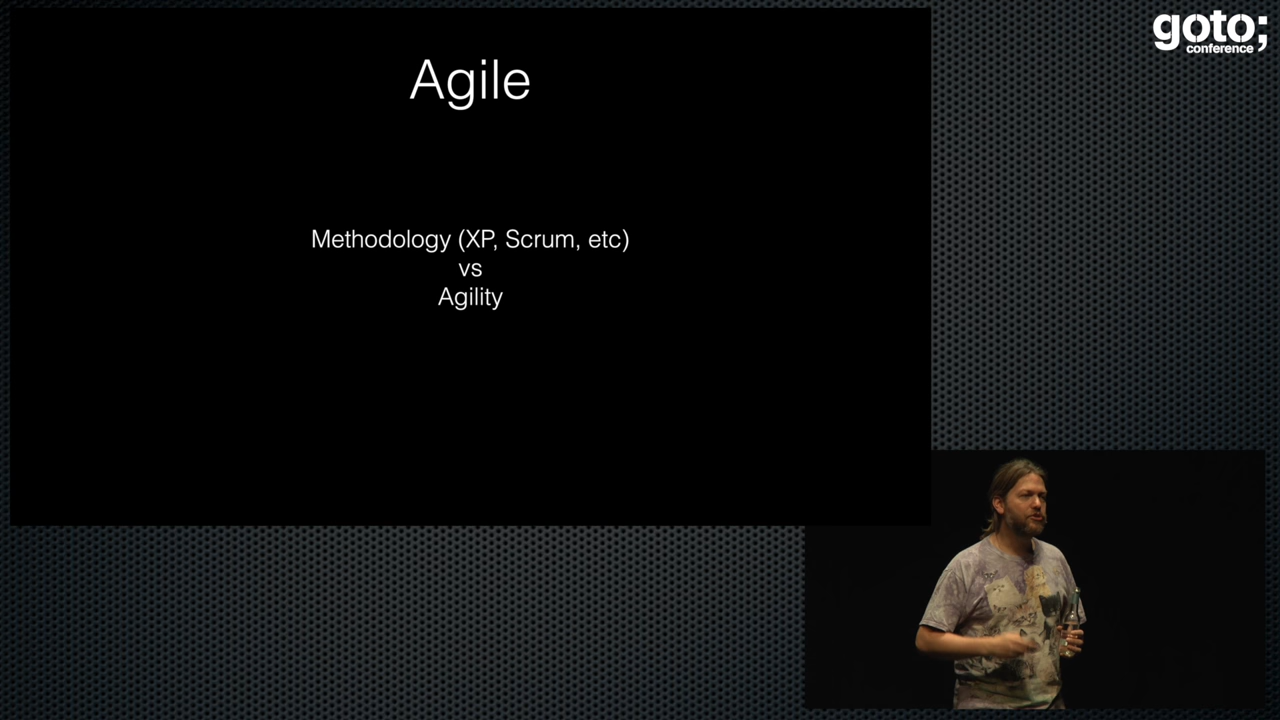 goto;
conference
Agile
Methodology (XP, Scrum, etc)
vs
Agility